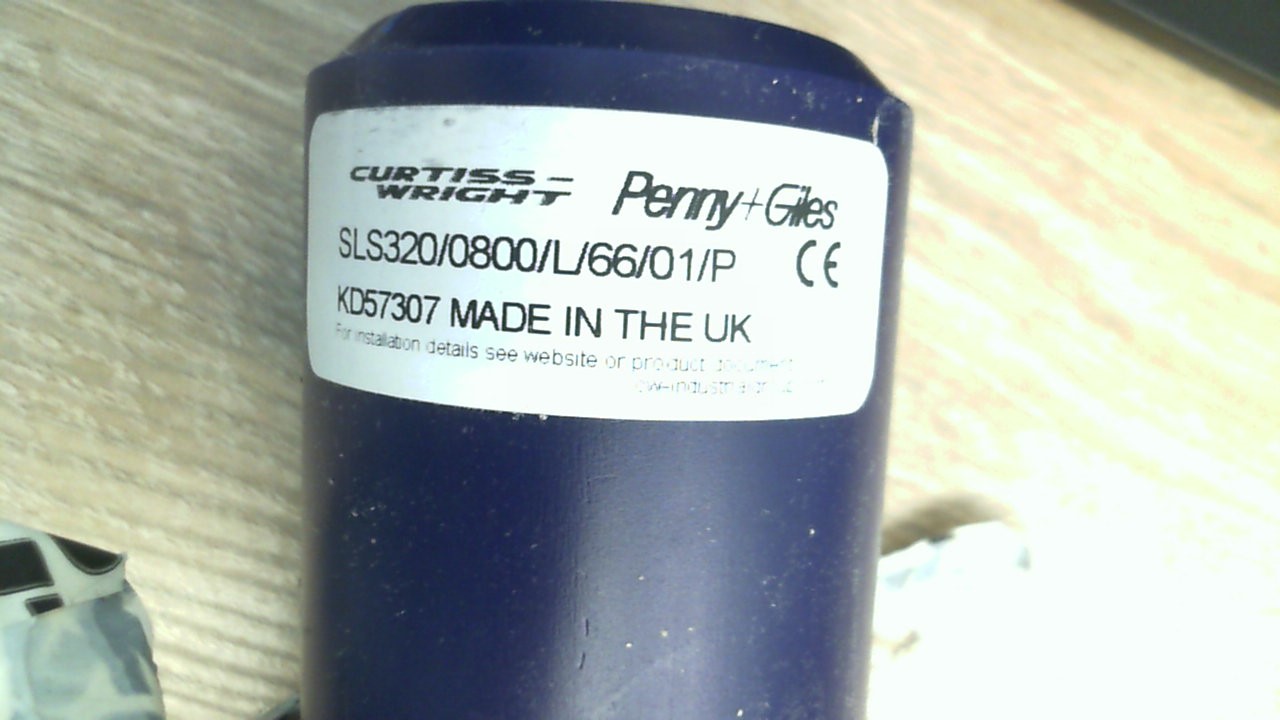 CURTISS-
WRIGHT
Penny+Giles
SLS320/0800/L/66/01/P CE
KD57307 MADE IN THE UK
For installation details see website or product